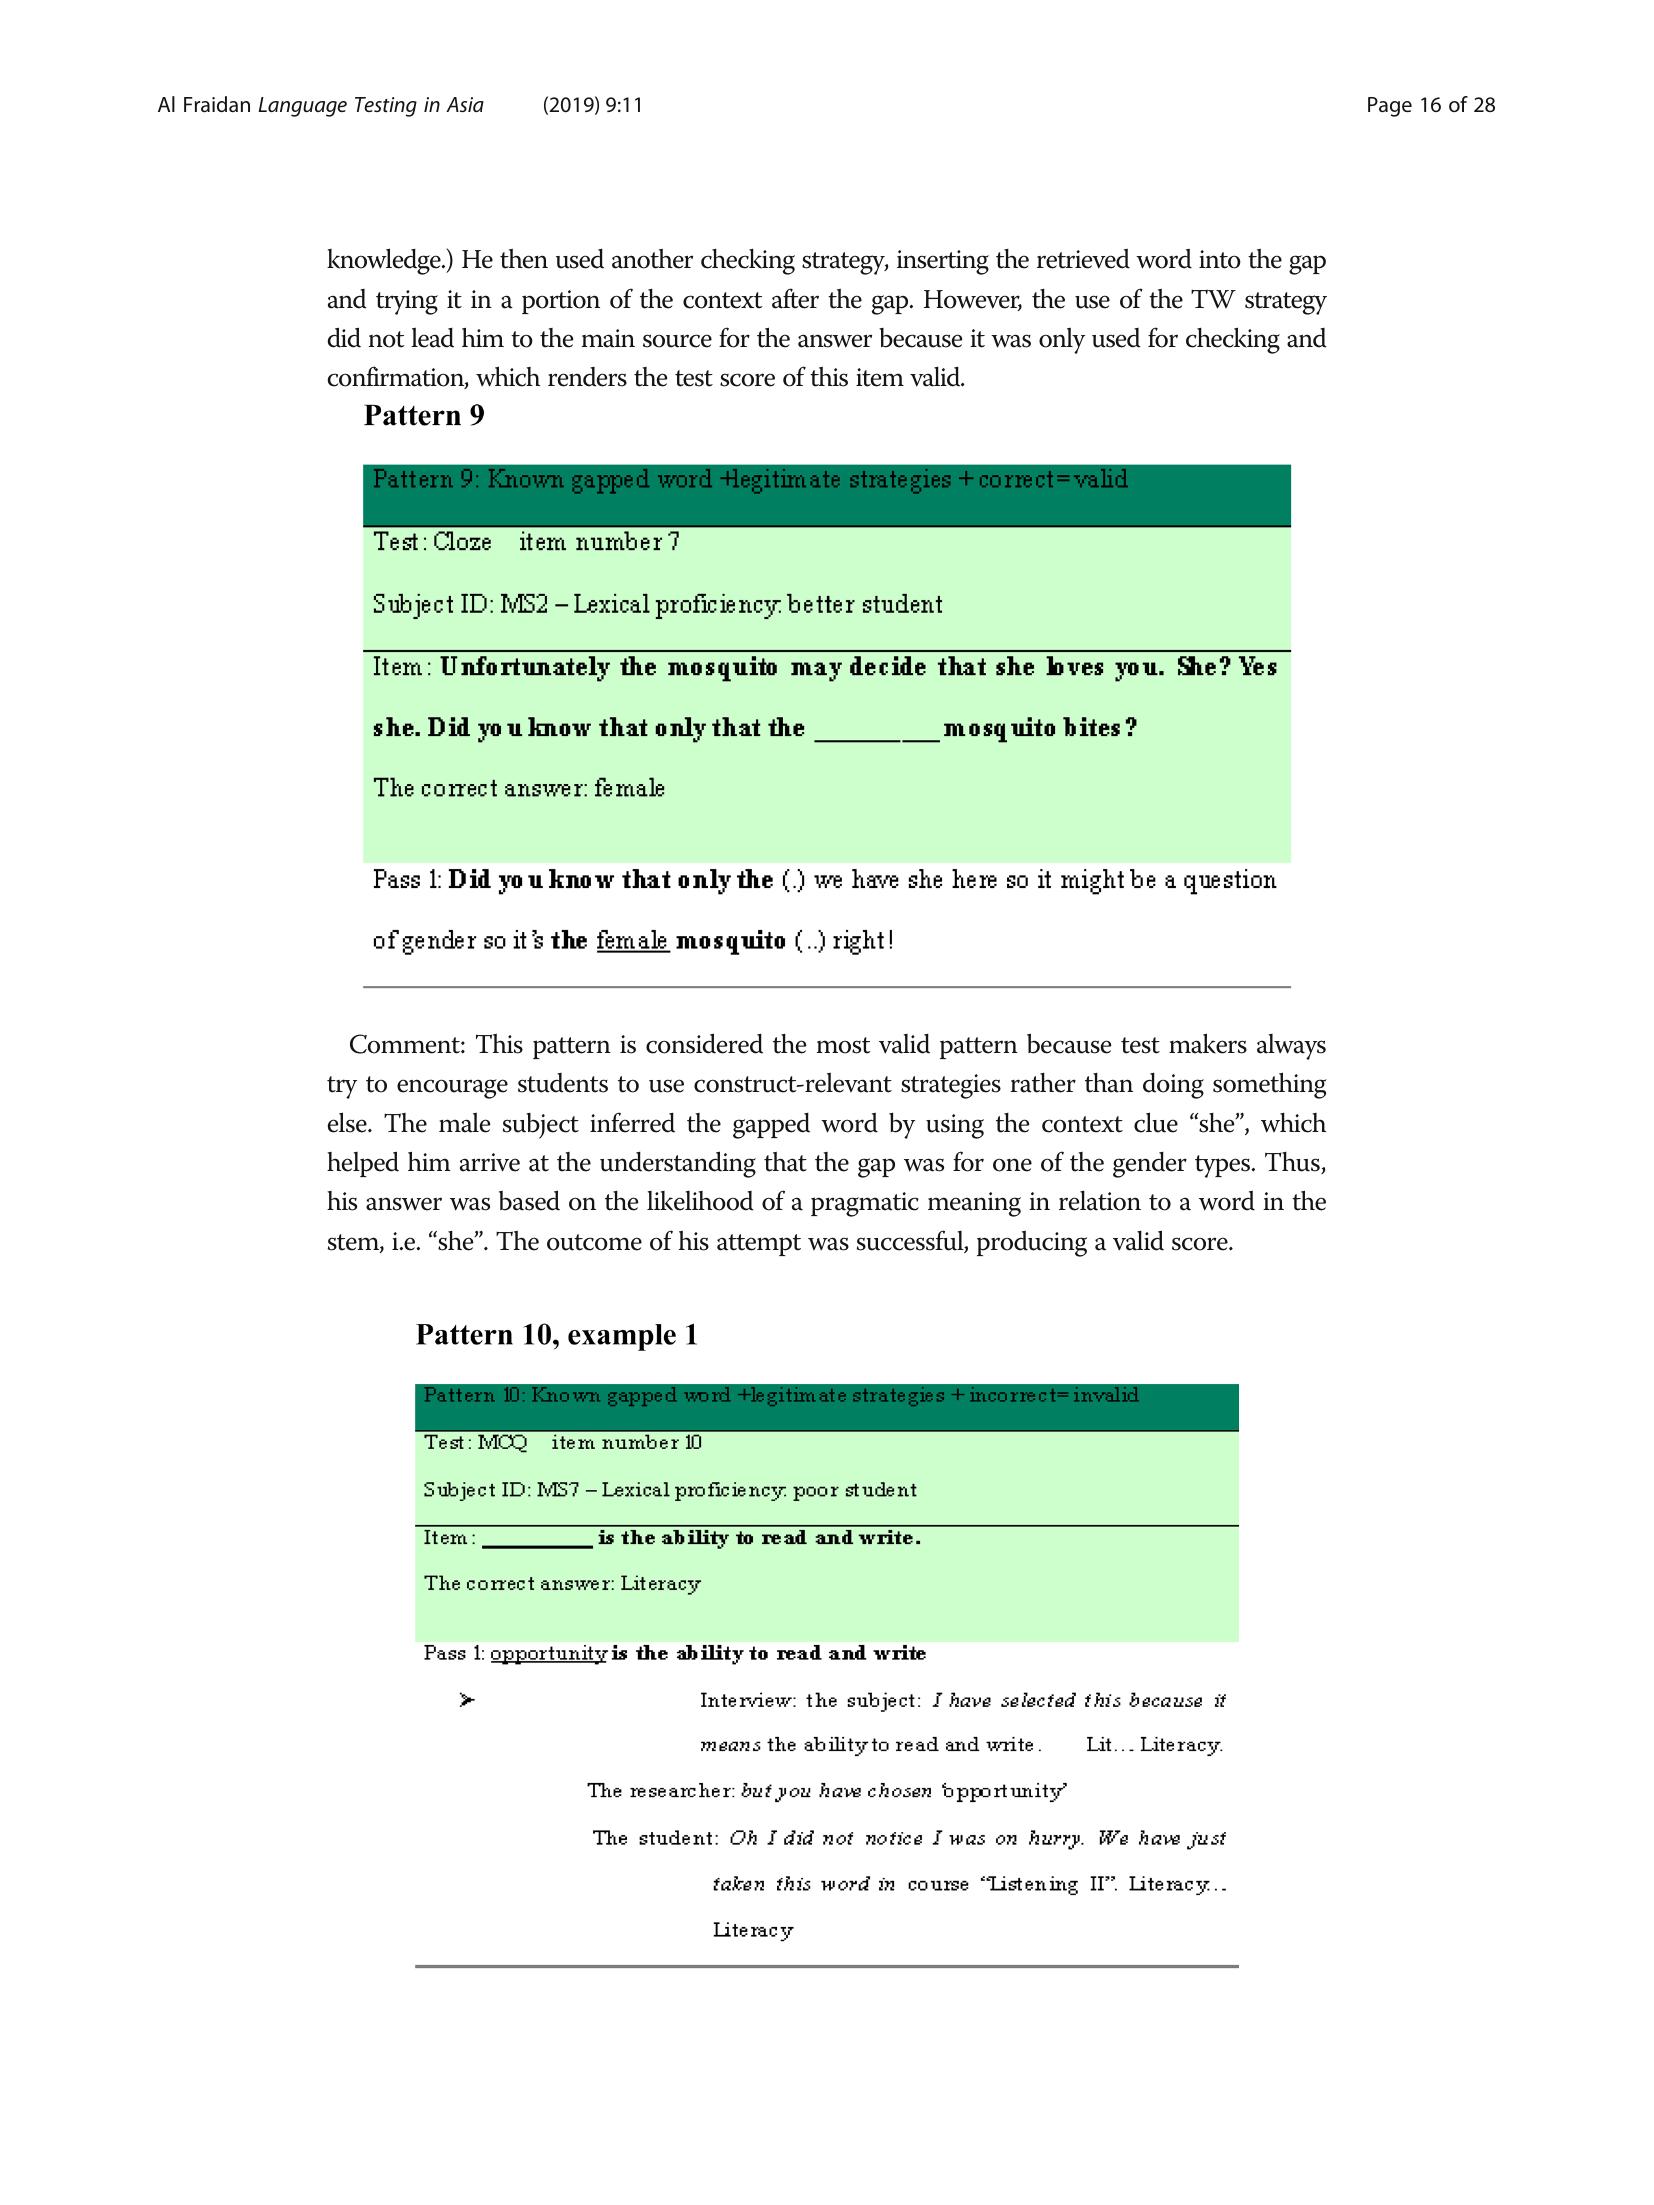 Al Fraidan Language Testing in Asia (2019) 9:11 Page 16 of 28
knowledge.) He then used another checking strategy, inserting the retrieved word into the gap
and trying it in a portion of the context after the gap. However, the use of the TW strategy
did not lead him to the main source for the answer because it was only used for checking and
confirmation, which renders the test score of this item valid.
Pattern 9
Pattern 9: Known gapped word +legitimate strategies + correct= valid
Test: Cloze item number 7
Subject ID: MS2 – Lexical proficiency: better student
Item: Unfortunately the mosquito may decide that she loves you. She? Yes
she. Did you know that only that the __________ mosquito bites?
The correct answer: female
Pass 1: Did you know that only the (.) we have she here so it might be a question
of gender so it's the female mosquito (..) right!
Comment: This pattern is considered the most valid pattern because test makers always
try to encourage students to use construct-relevant strategies rather than doing something
else. The male subject inferred the gapped word by using the context clue “she”, which
helped him arrive at the understanding that the gap was for one of the gender types. Thus,
his answer was based on the likelihood of a pragmatic meaning in relation to a word in the
stem, i.e. “she”. The outcome of his attempt was successful, producing a valid score.
Pattern 10, example 1
Pattern 10: Known gapped word +legitimate strategies + incorrect= invalid
Test: MCQ item number 10
Subject ID: MS7 – Lexical proficiency: poor student
Item: __________ is the ability to read and write.
The correct answer: Literacy
Pass 1: opportunity is the ability to read and write
➢ Interview: the subject: I have selected this because it
means the ability to read and write. Lit... Literacy.
The researcher: but you have chosen ‘opportunity’
The student: Oh I did not notice I was on hurry. We have just
taken this word in course “Listening II”. Literacy...
Literacy